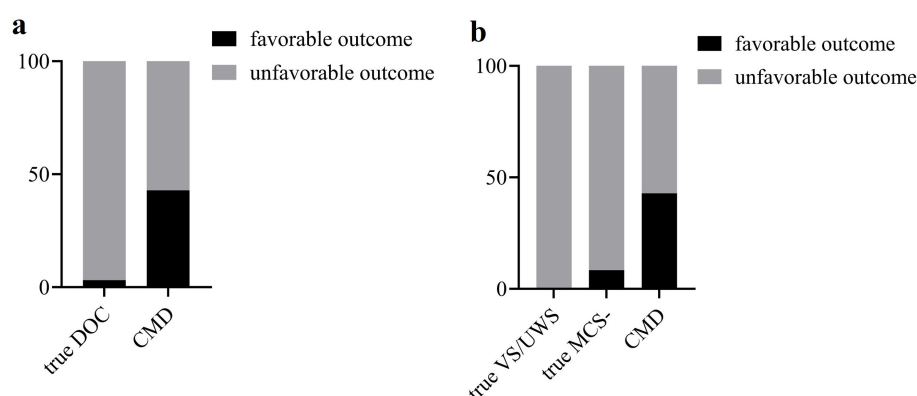 a
favorable outcome
unfavorable outcome
100
50
0
true DOC
CMD
b
favorable outcome
unfavorable outcome
100
50
0
true VS/UWS
true MCS-
CMD